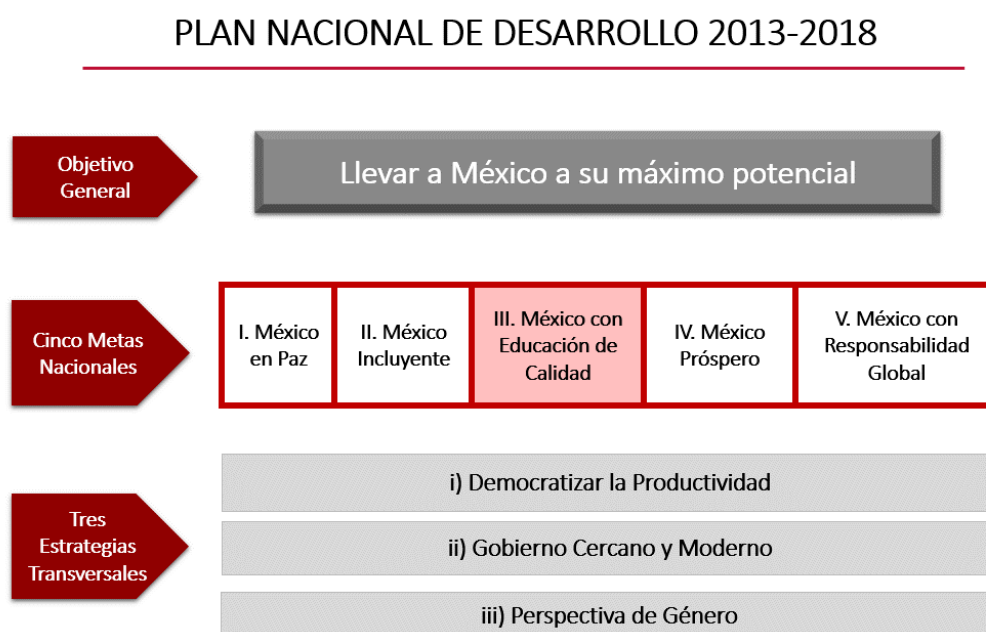 PLAN NACIONAL DE DESARROLLO 2013-2018
Objetivo
General
Llevar a México a su máximo potencial
Cinco Metas
Nacionales
I. México
en Paz
II. México
Incluyente
III. México con
Educación de
Calidad
IV. México
Próspero
V. México con
Responsabilidad
Global
Tres
Estrategias
Transversales
i) Democratizar la Productividad
ii) Gobierno Cercano y Moderno
iii) Perspectiva de Género